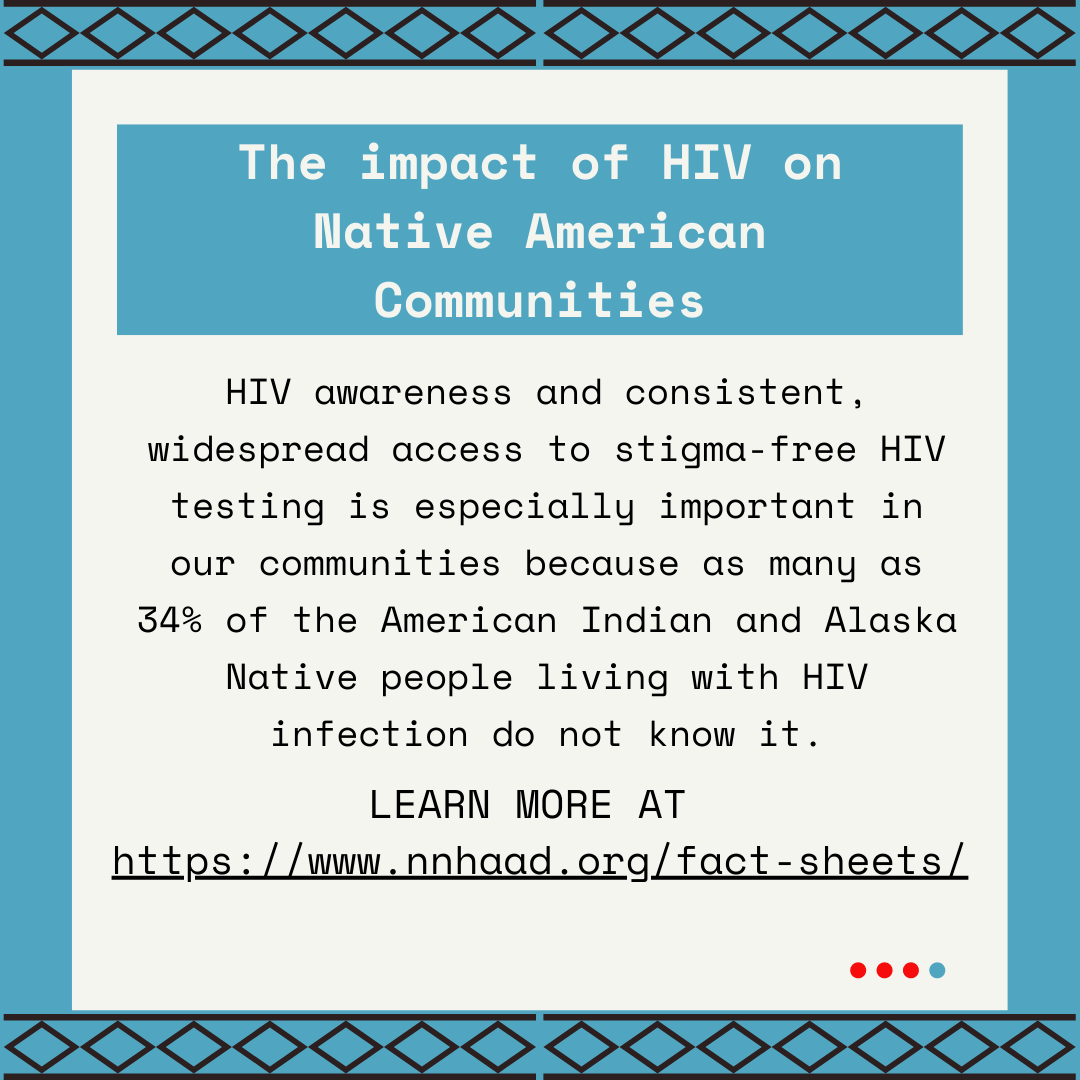 The impact of HIV on
Native American
Communities
HIV awareness and consistent,
widespread access to stigma-free HIV
testing is especially important in
our communities because as many as
34% of the American Indian and Alaska
Native people living with HIV
infection do not know it.
LEARN MORE AT
https://www.nnhaad.org/fact-sheets/